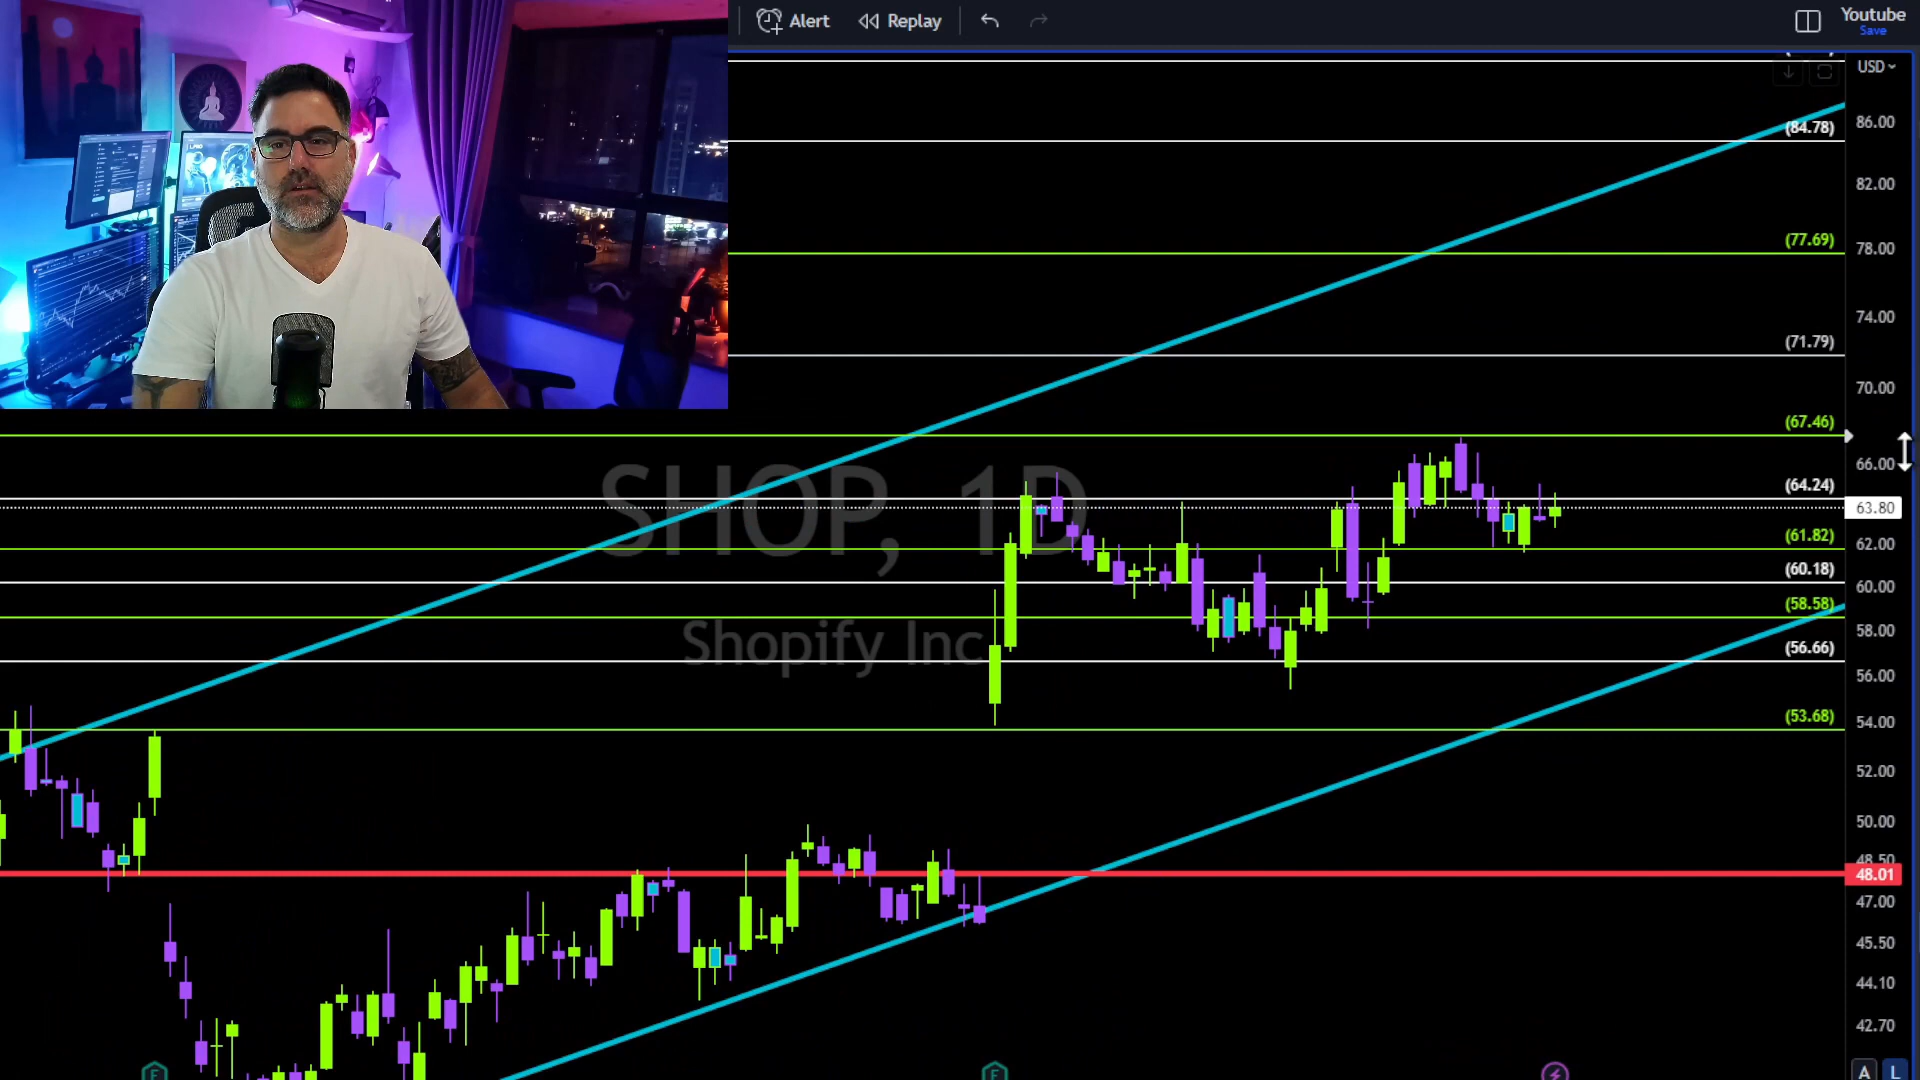 Alert
Replay
Youtube
Save
USD
86.00
(84.78)
82.00
(77.69)
78.00
74.00
(71.79)
70.00
(67.46)
66.00
(64.24)
63.80
SHOP, 1D
(61.82)
62.00
(60.18)
60.00
(58.58)
58.00
Shopify Inc
(56.66)
56.00
(53.68)
54.00
52.00
50.00
48.50
48.01
47.00
45.50
44.10
42.70
E
E
A
L